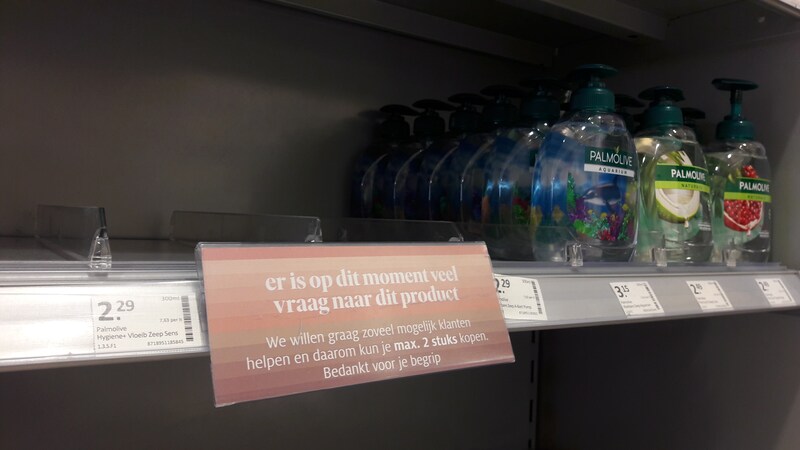 PALMOLIVE
AQUARIUM
PALMOLIVE
NATURALS
PALMOLIVE
er is op dit moment veel
vraag naar dit product
We willen graag zoveel mogelijk klanten
helpen en daarom kun je max. 2 stuks kopen.
Bedankt voor je begrip
2.29
Palmolive
Hygiene+ Vloeib Zeep Sens
2.29
3.15